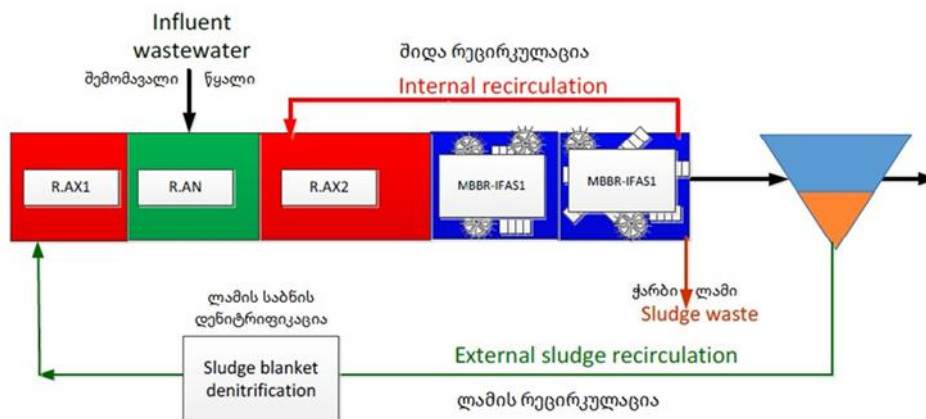 Influent
wastewater
შემომავალი წყალი
შიდა რეცირკულაცია
Internal recirculation
R.AX1
R.AN
R.AX2
MBBR-IFAS1
MBBR-IFAS1
ჭარბი ლამი
Sludge waste
ლამის საბნის
დენიტრიფიკაცია
Sludge blanket
denitrification
External sludge recirculation
ლამის რეცირკულაცია